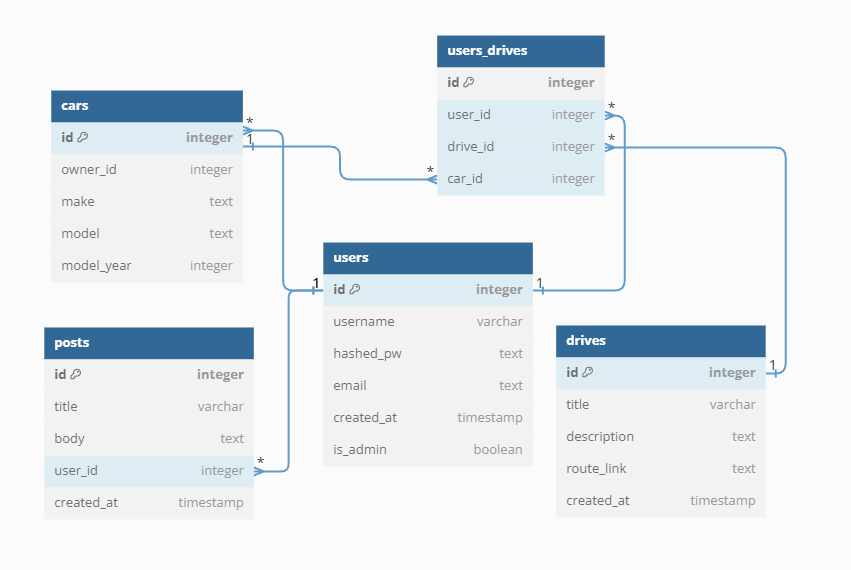 users_drives
id integer
user_id integer *
drive_id integer *
* car_id integer
cars
id integer *
1
owner_id integer
make text
model text
model_year integer
users
1 id integer 1
username varchar
hashed_pw text
email text
created_at timestamp
is_admin boolean
posts
id integer
title varchar
body text
user_id integer *
created_at timestamp
drives
id integer 1
title varchar
description text
route_link text
created_at timestamp